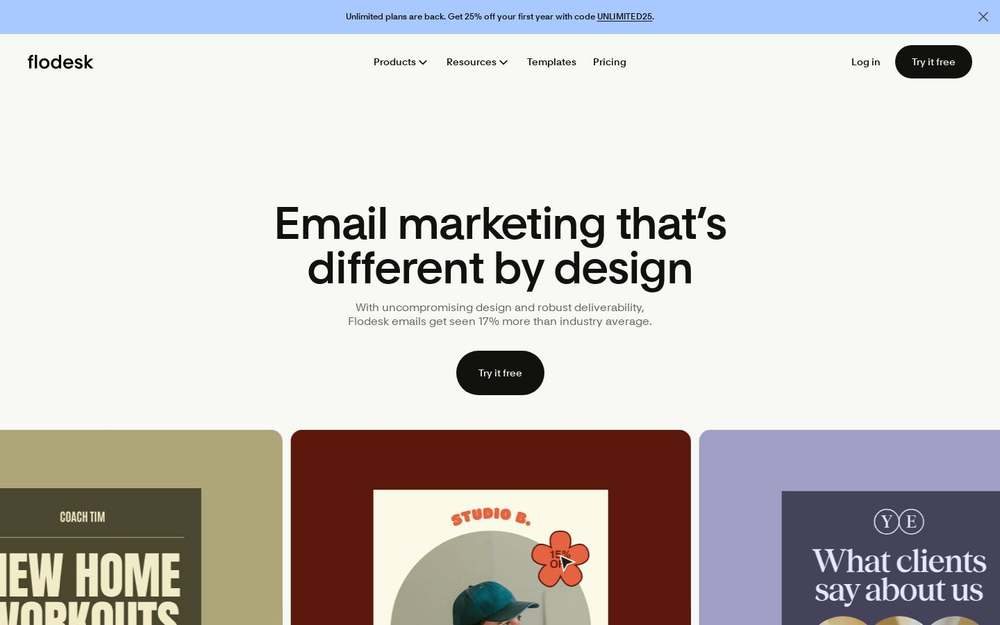 Unlimited plans are back. Get 25% off your first year with code UNLIMITED25.
flodesk
Products
Resources
Templates
Pricing
Log in
Try it free
Email marketing that's
different by design
With uncompromising design and robust deliverability,
Flodesk emails get seen 17% more than industry average.
Try it free
COACH TIM
NEW HOME
WORKOUTS
STUDIO B.
15%
YE
What clients
say about us